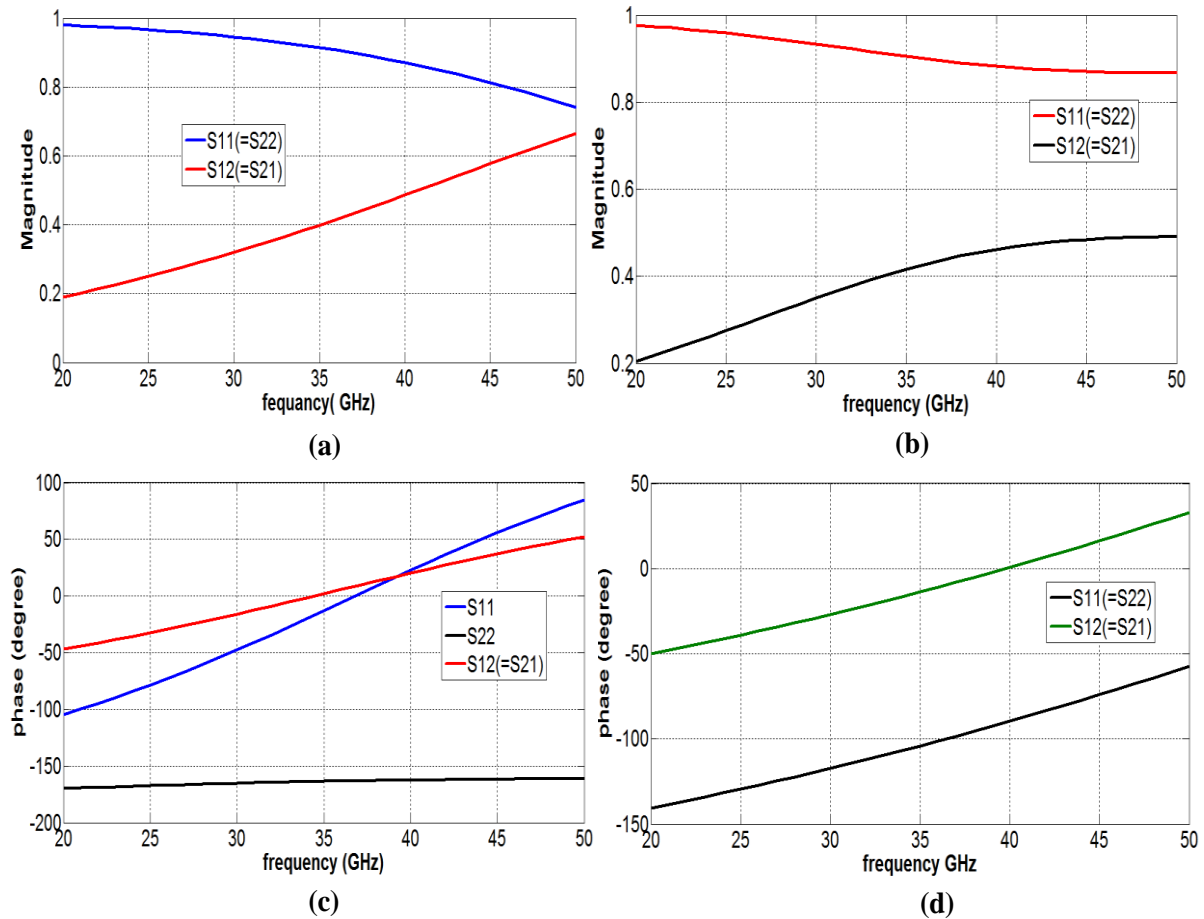 1
0.8
0.6
0.4
0.2
0
Magnitude
S11(=S22)
S12(=S21)
20 25 30 35 40 45 50
fequancy( GHz)
(a)
1
0.8
0.6
0.4
0.2
Magnitude
S11(=S22)
S12(=S21)
20 25 30 35 40 45 50
frequency (GHz)
(b)
100
50
0
-50
-100
-150
-200
phase (degree)
S11
S22
S12(=S21)
20 25 30 35 40 45 50
frequency (GHz)
(c)
50
0
-50
-100
-150
phase (degree)
S11(=S22)
S12(=S21)
20 25 30 35 40 45 50
frequency GHz
(d)